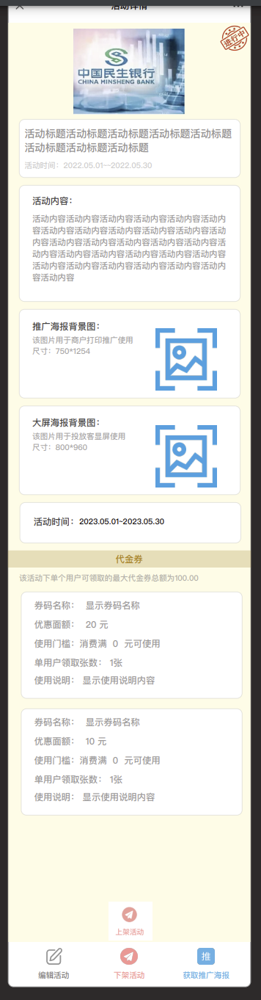 活动详情
进行中
中国民生银行
CHINA MINSHENG BANK
活动标题活动标题活动标题活动标题活动标题
活动标题活动标题活动标题
活动时间：2022.05.01~~2022.05.30
活动内容：
活动内容活动内容活动内容活动内容活动内容活动内
容活动内容活动内容活动内容活动内容活动内容活动
内容活动内容活动内容活动内容活动内容活动内容活
动内容活动内容活动内容活动内容活动内容活动内容
活动内容活动内容活动内容活动内容活动内容活动内
容活动内容
推广海报背景图：
该图片用于商户打印推广使用
尺寸：750*1254
大屏海报背景图：
该图片用于投放客显屏使用
尺寸：800*960
活动时间：2023.05.01~2023.05.30
代金券
该活动下单个用户可领取的最大代金券总额为100.00
券码名称： 显示券码名称
优惠面额： 20 元
使用门槛：消费满 0 元可使用
单用户领取张数： 1张
使用说明： 显示使用说明内容
券码名称： 显示券码名称
优惠面额： 10 元
使用门槛：消费满 0 元可使用
单用户领取张数： 1张
使用说明： 显示使用说明内容
上架活动
推
编辑活动
下架活动
获取推广海报